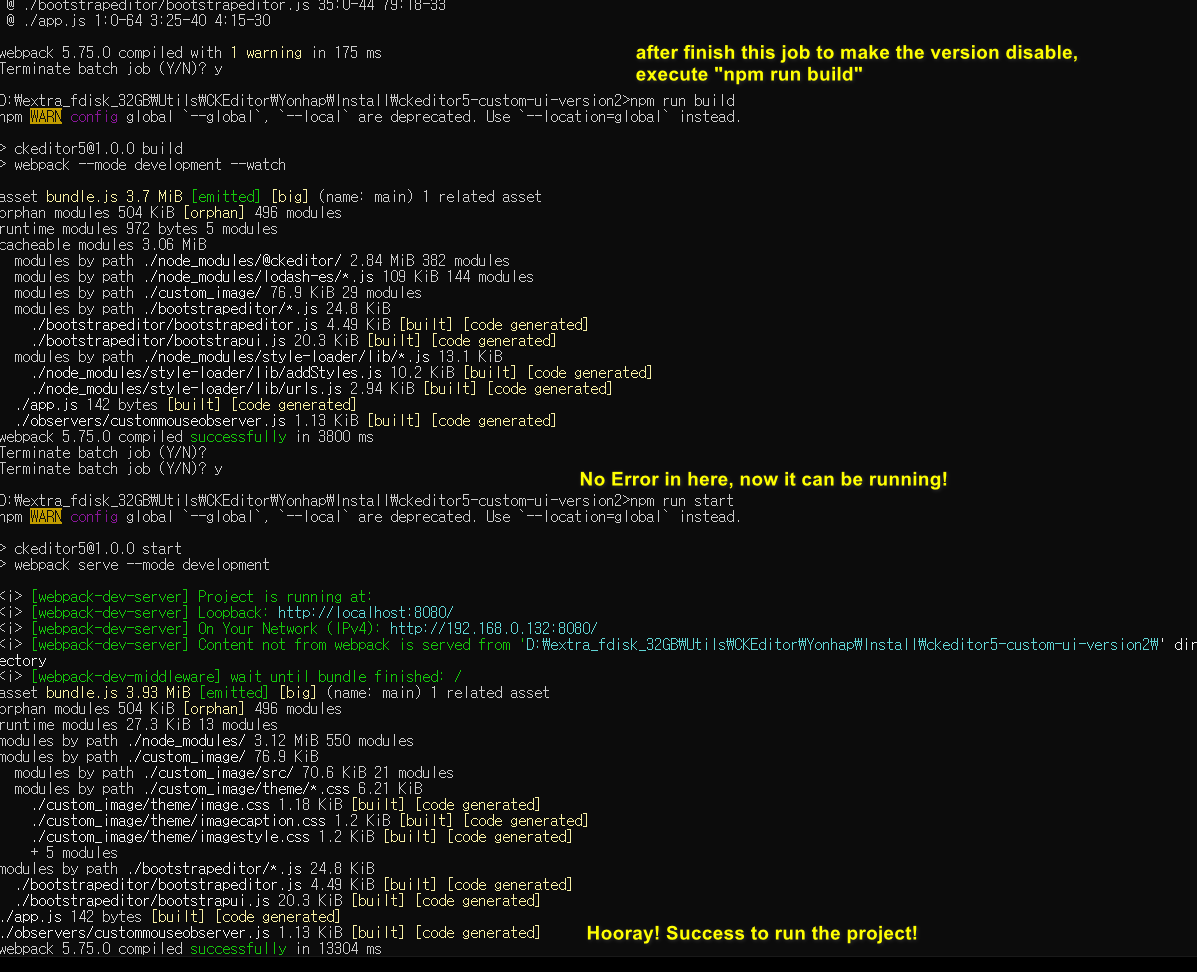 @ ./bootstrapeditor/bootstrapeditor.js 35:0-44 79:18-33
@ ./app.js 1:0-64 3:25-40 4:15-30
webpack 5.75.0 compiled with 1 warning in 175 ms
after finish this job to make the version disable,
Terminate batch job (Y/N)? y
execute "npm run build"
D:₩extra_fdisk_32GB₩Utils₩CKEditor₩Yonhap₩Install₩ckeditor5-custom-ui-version2>npm run build
npm WARN config global `--global`, `--local` are deprecated. Use `--location=global` instead.
> ckeditor5@1.0.0 build
> webpack --mode development --watch
asset bundle.js 3.7 MiB [emitted] [big] (name: main) 1 related asset
orphan modules 504 KiB [orphan] 496 modules
runtime modules 972 bytes 5 modules
cacheable modules 3.06 MiB
modules by path ./node_modules/@ckeditor/ 2.84 MiB 382 modules
modules by path ./node_modules/lodash-es/*.js 109 KiB 144 modules
modules by path ./custom_image/ 76.9 KiB 29 modules
modules by path ./bootstrapeditor/*.js 24.8 KiB
./bootstrapeditor/bootstrapeditor.js 4.49 KiB [built] [code generated]
./bootstrapeditor/bootstrapui.js 20.3 KiB [built] [code generated]
modules by path ./node_modules/style-loader/lib/*.js 13.1 KiB
./node_modules/style-loader/lib/addStyles.js 10.2 KiB [built] [code generated]
./node_modules/style-loader/lib/urls.js 2.94 KiB [built] [code generated]
./app.js 142 bytes [built] [code generated]
./observers/custommouseobserver.js 1.13 KiB [built] [code generated]
webpack 5.75.0 compiled successfully in 3800 ms
Terminate batch job (Y/N)?
Terminate batch job (Y/N)? y
No Error in here, now it can be running!
D:₩extra_fdisk_32GB₩Utils₩CKEditor₩Yonhap₩Install₩ckeditor5-custom-ui-version2>npm run start
npm WARN config global `--global`, `--local` are deprecated. Use `--location=global` instead.
> ckeditor5@1.0.0 start
> webpack serve --mode development
<i> [webpack-dev-server] Project is running at:
<i> [webpack-dev-server] Loopback: http://localhost:8080/
<i> [webpack-dev-server] On Your Network (IPv4): http://192.168.0.132:8080/
<i> [webpack-dev-server] Content not from webpack is served from 'D:₩extra_fdisk_32GB₩Utils₩CKEditor₩Yonhap₩Install₩ckeditor5-custom-ui-version2₩' dir
ectory
<i> [webpack-dev-middleware] wait until bundle finished: /
asset bundle.js 3.93 MiB [emitted] [big] (name: main) 1 related asset
orphan modules 504 KiB [orphan] 496 modules
runtime modules 27.3 KiB 13 modules
modules by path ./node_modules/ 3.12 MiB 550 modules
modules by path ./custom_image/ 76.9 KiB
modules by path ./custom_image/src/ 70.6 KiB 21 modules
modules by path ./custom_image/theme/*.css 6.21 KiB
./custom_image/theme/image.css 1.18 KiB [built] [code generated]
./custom_image/theme/imagecaption.css 1.2 KiB [built] [code generated]
./custom_image/theme/imagestyle.css 1.2 KiB [built] [code generated]
+ 5 modules
modules by path ./bootstrapeditor/*.js 24.8 KiB
./bootstrapeditor/bootstrapeditor.js 4.49 KiB [built] [code generated]
./bootstrapeditor/bootstrapui.js 20.3 KiB [built] [code generated]
./app.js 142 bytes [built] [code generated]
./observers/custommouseobserver.js 1.13 KiB [built] [code generated]
Hooray! Success to run the project!
webpack 5.75.0 compiled successfully in 13304 ms